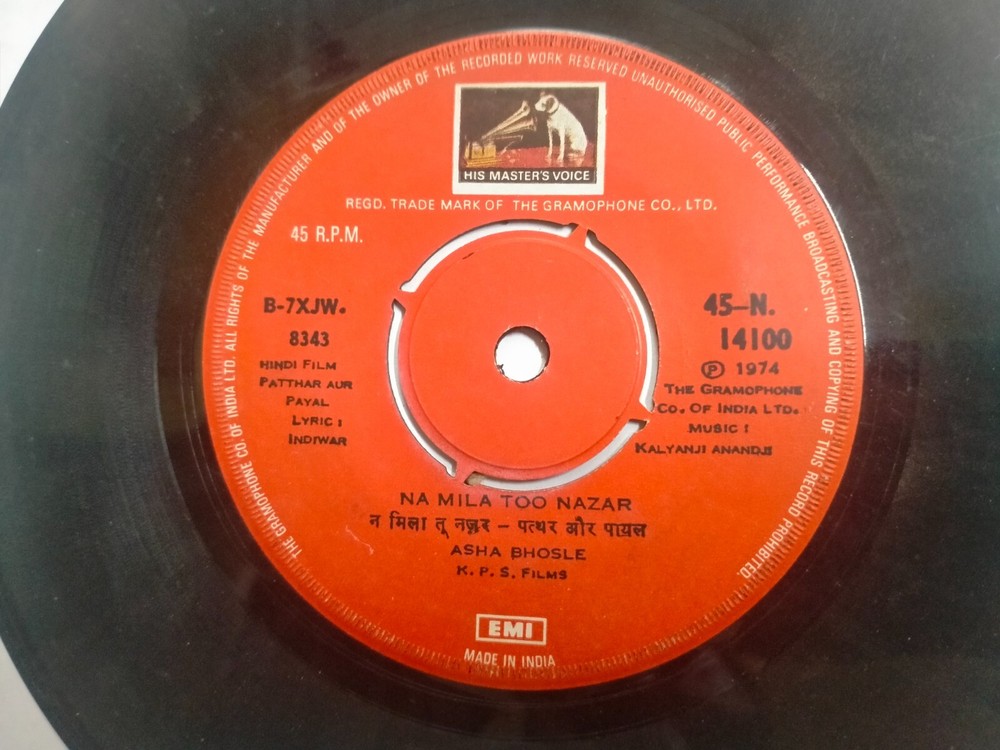 THE GRAMOPHONE CO. OF INDIA LTD. ALL RIGHTS OF THE MANUFACTURER AND OF THE OWNER OF THE RECORDED WORK RESERVED UNAUTHORISED PUBLIC PERFORMANCE BROADCASTING AND COPYING OF THIS RECORD PROHIBITED.
HIS MASTER'S VOICE
REGD. TRADE MARK OF THE GRAMOPHONE CO., LTD.
45 R.P.M.
B-7XJW.
8343
HINDI FILM
PATTHAR AUR
PAYAL
LYRIC :
INDIWAR
45-N.
14100
Ⓟ 1974
THE GRAMOPHONE
CO. OF INDIA LTD.
MUSIC :
KALYANJI ANANDJI
NA MILA TOO NAZAR
न मिला तू नज़र - पत्थर और पायल
ASHA BHOSLE
K. P. S. FILMS
EMI
MADE IN INDIA